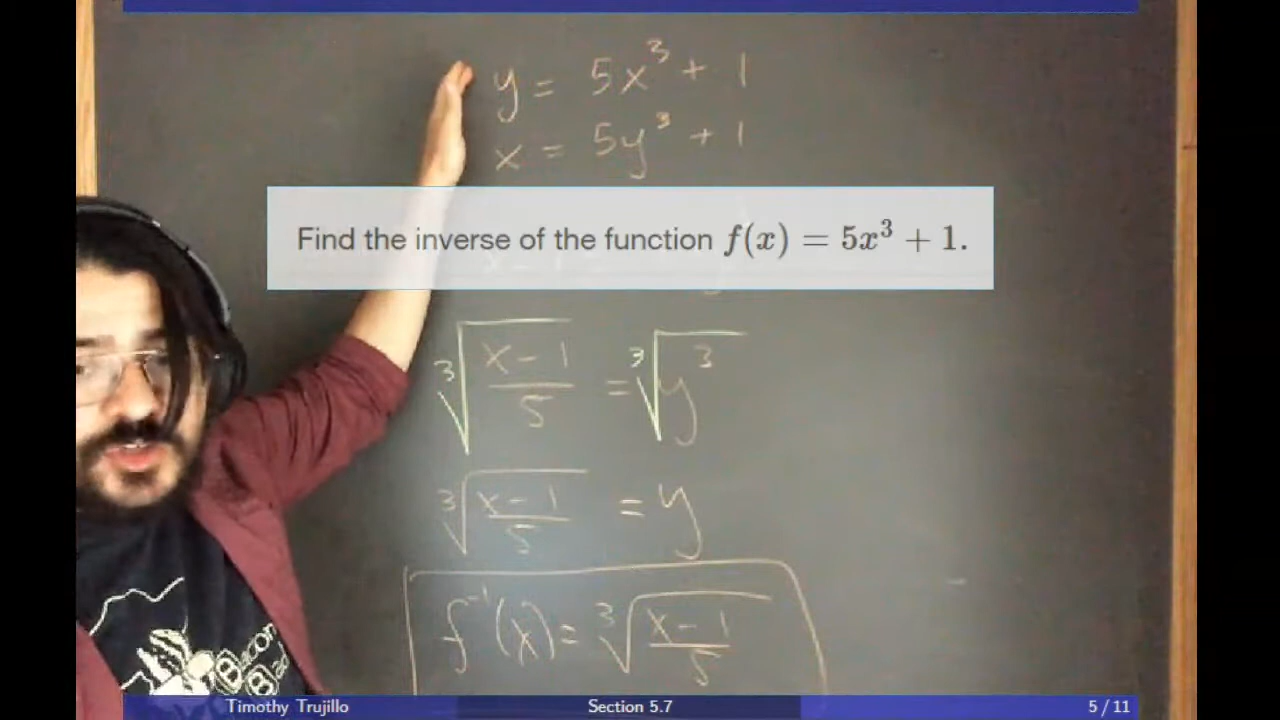 y = 5x³ + 1
x = 5y³ + 1
Find the inverse of the function f(x) = 5x³ + 1.
∛((x-1)/5) = ∛(y³)
∛((x-1)/5) = y
f⁻¹(x) = ∛((x-1)/5)
Timothy Trujillo Section 5.7 5 / 11